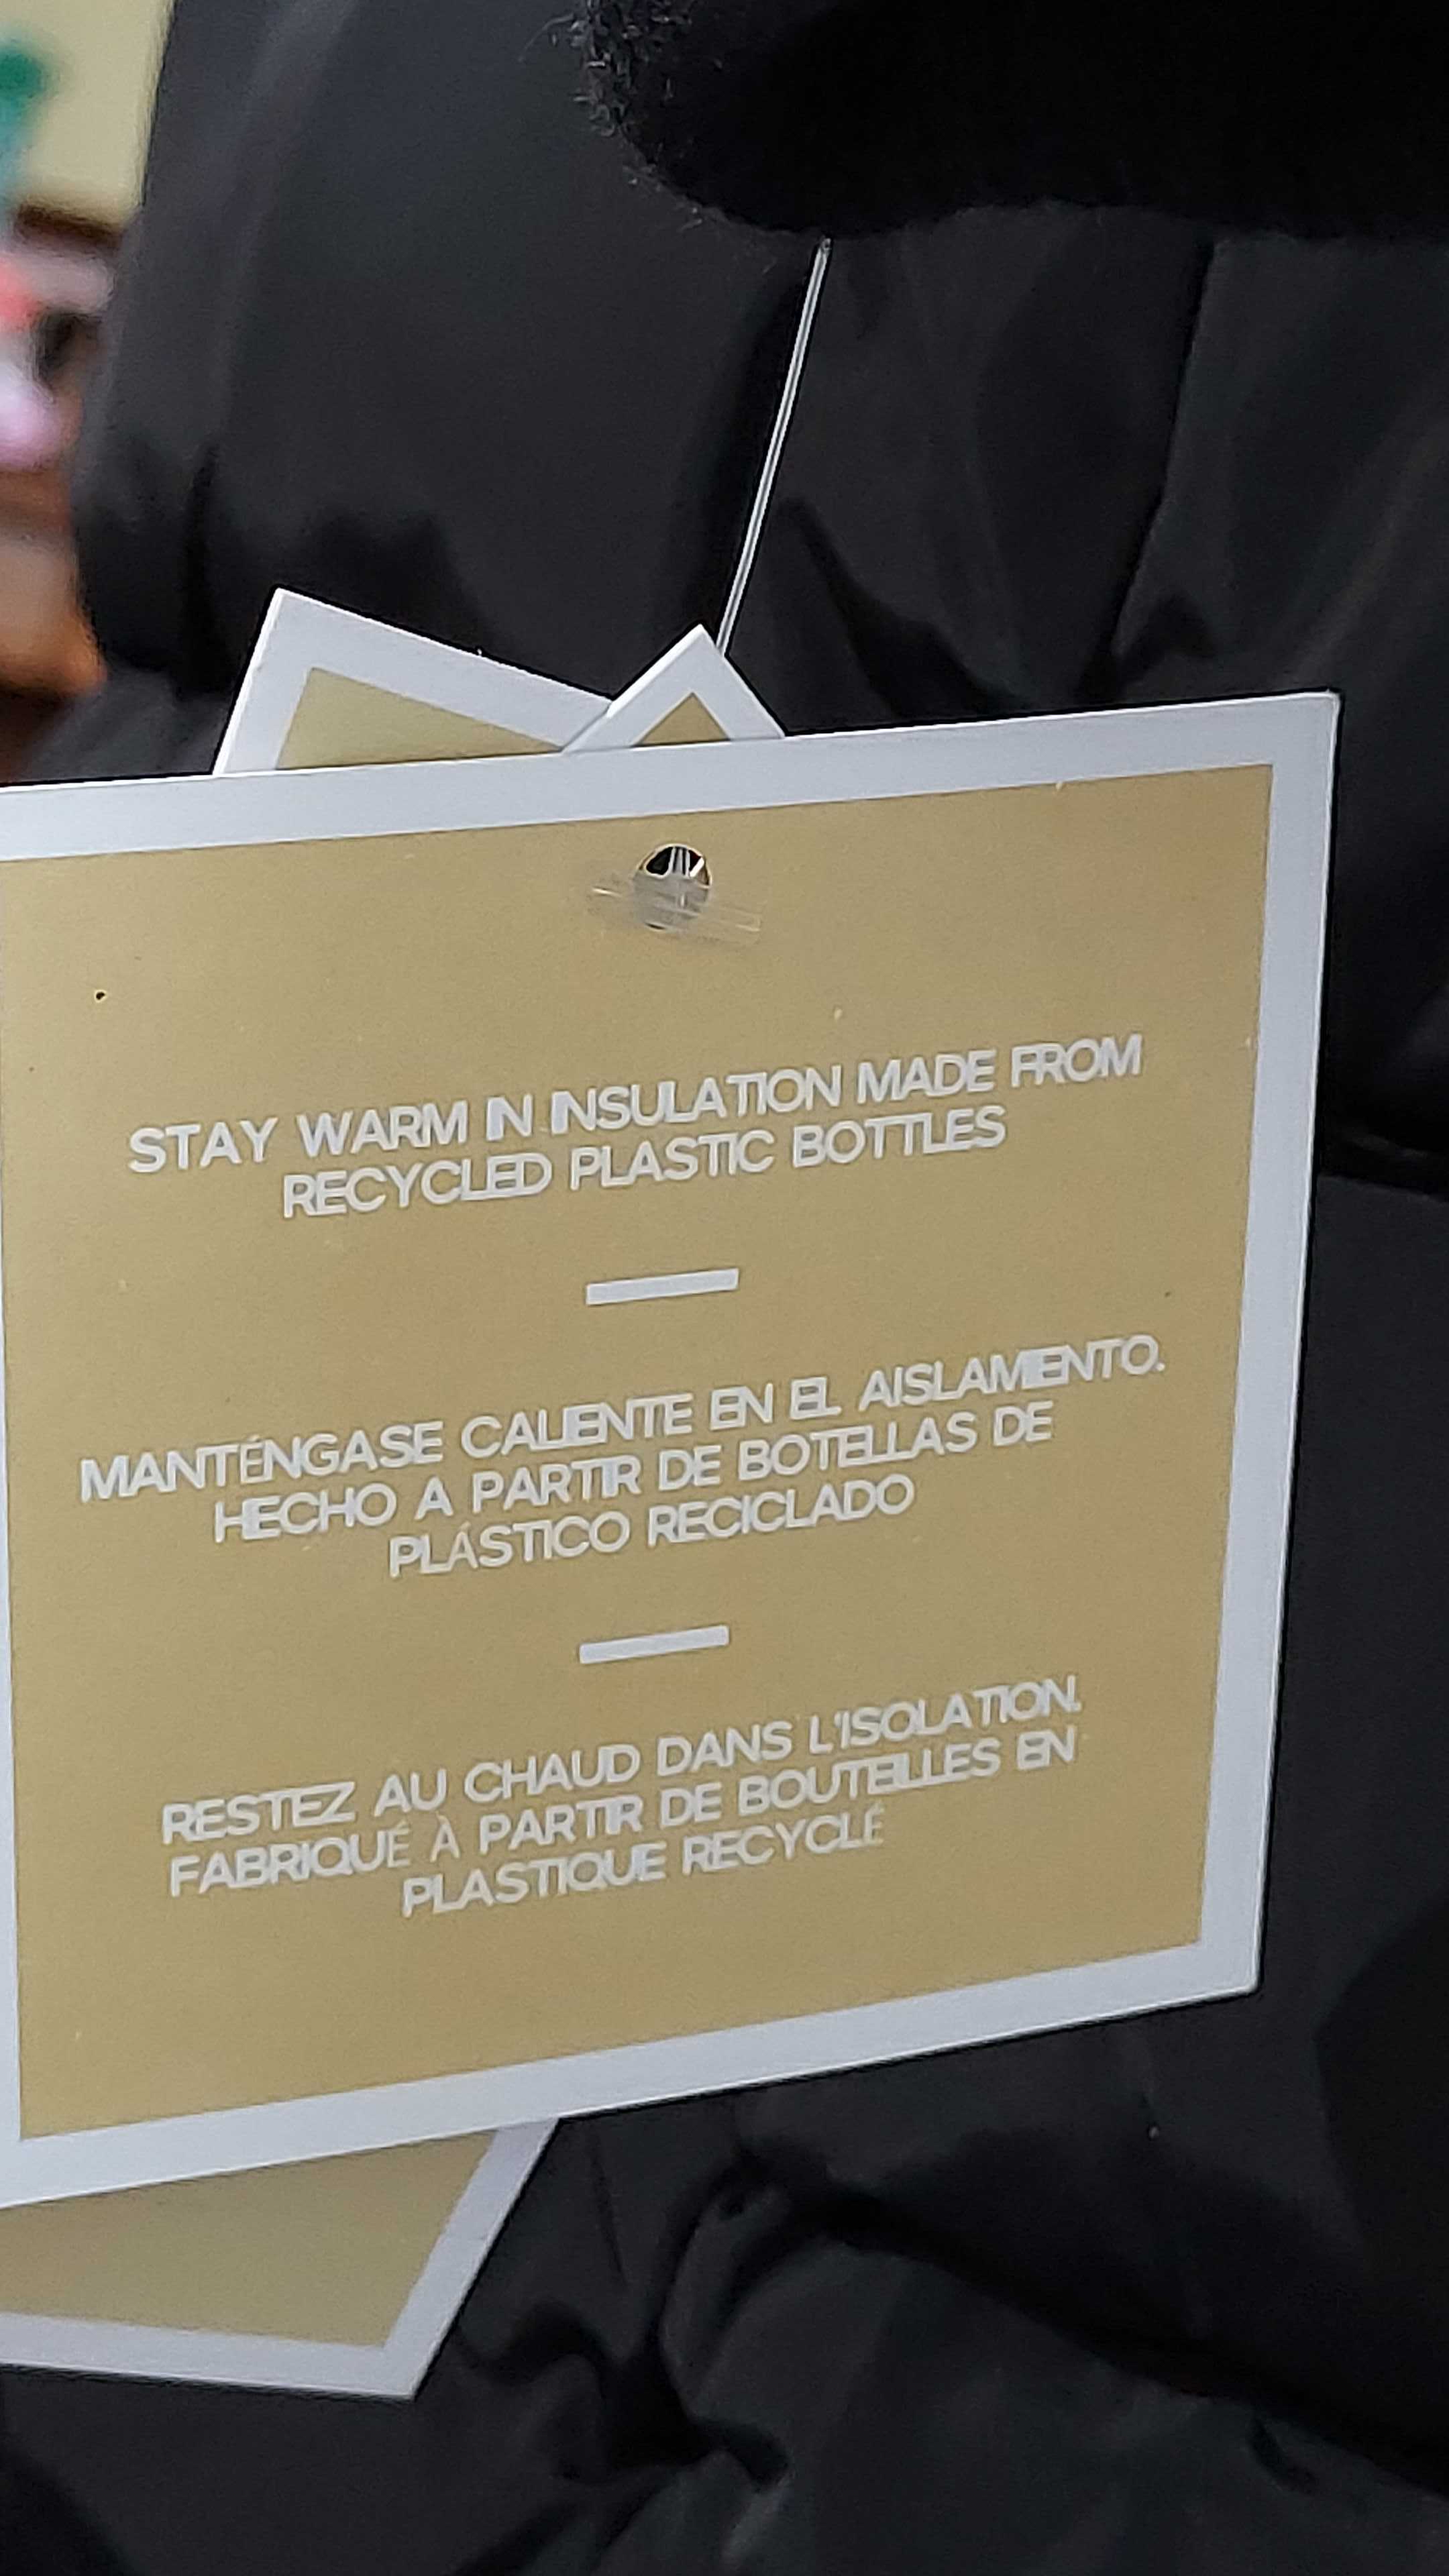 STAY WARM IN INSULATION MADE FROM
RECYCLED PLASTIC BOTTLES
MANTÉNGASE CALIENTE EN EL AISLAMIENTO.
HECHO A PARTIR DE BOTELLAS DE
PLÁSTICO RECICLADO
RESTEZ AU CHAUD DANS L'ISOLATION.
FABRIQUÉ À PARTIR DE BOUTEILLES EN
PLASTIQUE RECYCLÉ